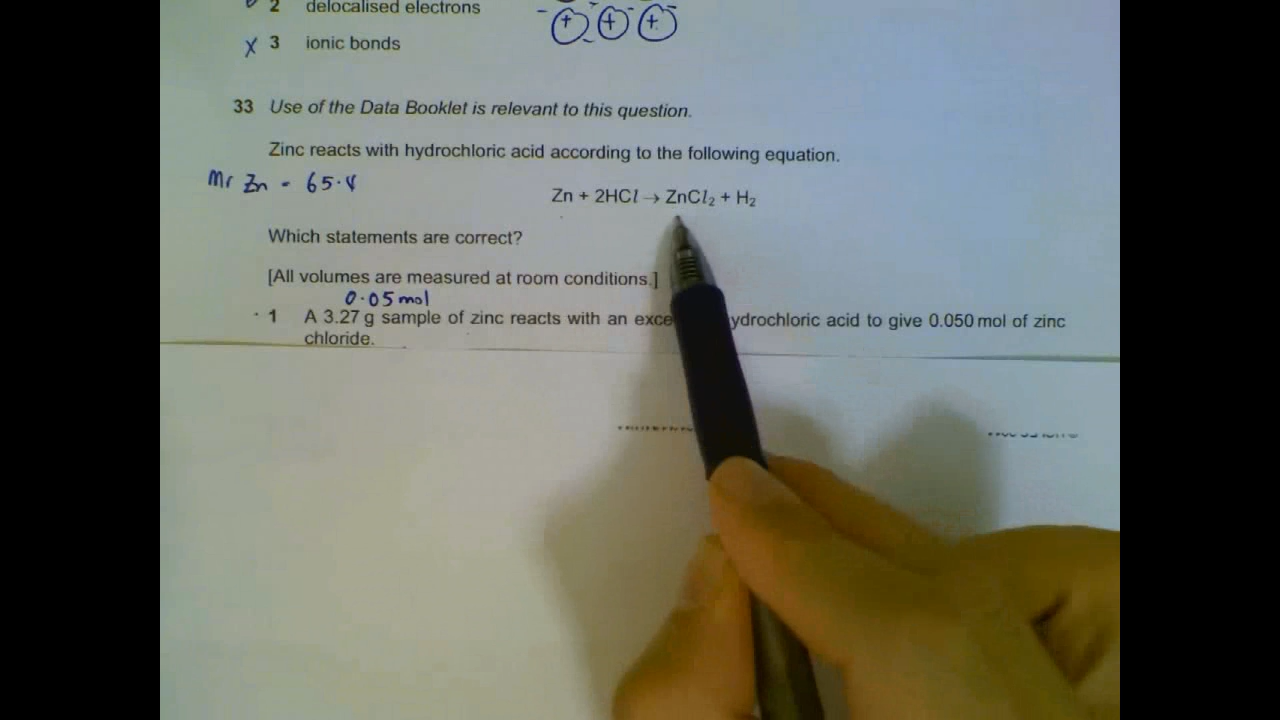 2 delocalised electrons
X 3 ionic bonds
- + + +
33 Use of the Data Booklet is relevant to this question.
Zinc reacts with hydrochloric acid according to the following equation.
Mr Zn = 65.4
Zn + 2HCl → ZnCl₂ + H₂
Which statements are correct?
[All volumes are measured at room conditions.]
0.05 mol
1 A 3.27 g sample of zinc reacts with an exce ydrochloric acid to give 0.050 mol of zinc
chloride.